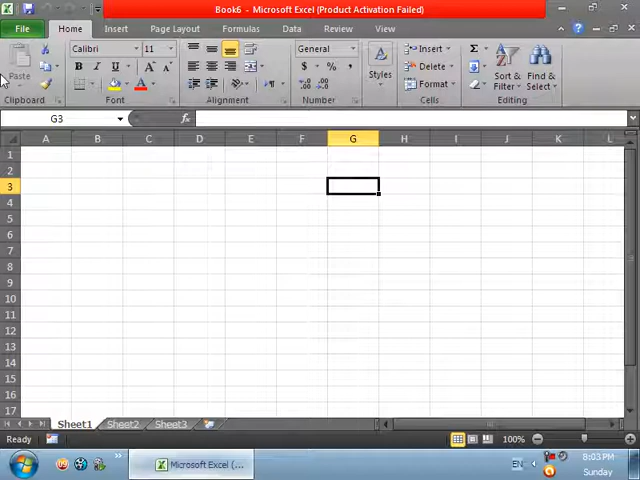 Book6 - Microsoft Excel (Product Activation Failed)
File Home Insert Page Layout Formulas Data Review View
Calibri 11 General Insert
Paste B I U A A $ % , Styles Delete Sort & Find &
A Format Filter Select
Clipboard Font Alignment Number Cells Editing
G3 fx
A B C D E F G H I J K L
1
2
3
4
5
6
7
8
9
10
11
12
13
14
15
16
17
Sheet1 Sheet2 Sheet3
Ready 100%
Microsoft Excel (... EN 8:03 PM
Sunday